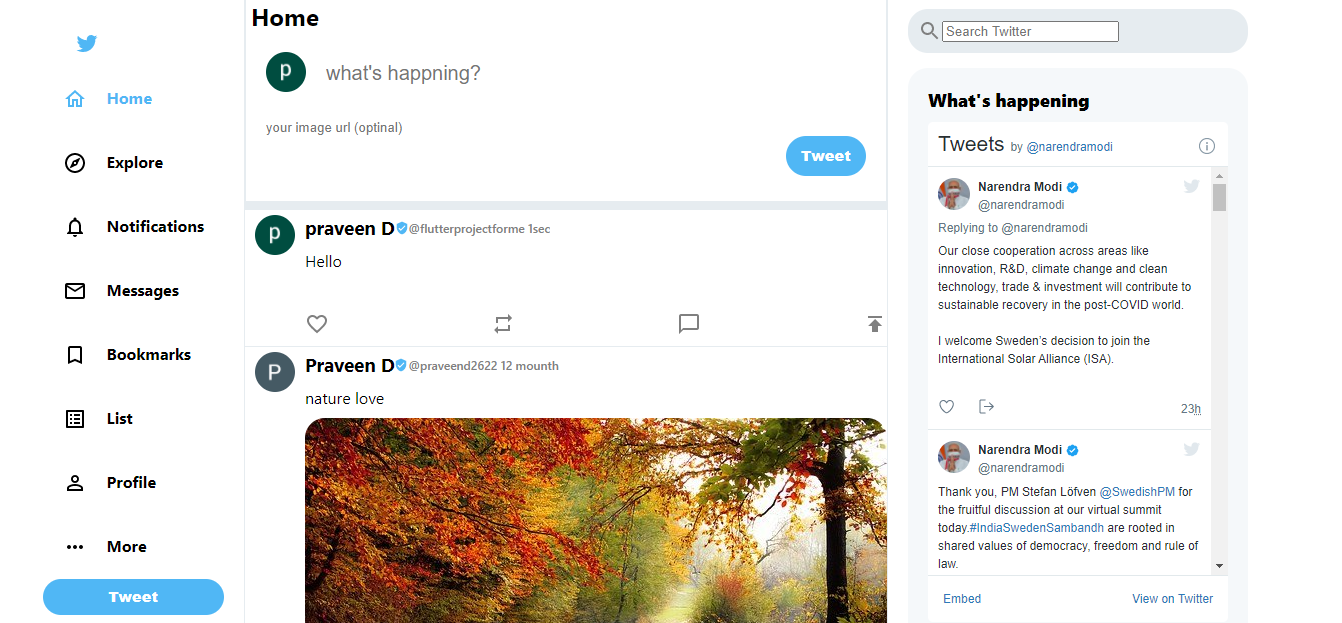 Home
Explore
Notifications
Messages
Bookmarks
List
Profile
More
Tweet
Home
p
what's happning?
your image url (optinal)
Tweet
p
praveen D @flutterprojectforme 1sec
Hello
P
Praveen D @praveend2622 12 mounth
nature love
Search Twitter
What's happening
Tweets by @narendramodi
Narendra Modi
@narendramodi
Replying to @narendramodi
Our close cooperation across areas like
innovation, R&D, climate change and clean
technology, trade & investment will contribute to
sustainable recovery in the post-COVID world.
I welcome Sweden's decision to join the
International Solar Alliance (ISA).
23h
Narendra Modi
@narendramodi
Thank you, PM Stefan Löfven @SwedishPM for
the fruitful discussion at our virtual summit
today.#IndiaSwedenSambandh are rooted in
shared values of democracy, freedom and rule of
law.
Embed
View on Twitter